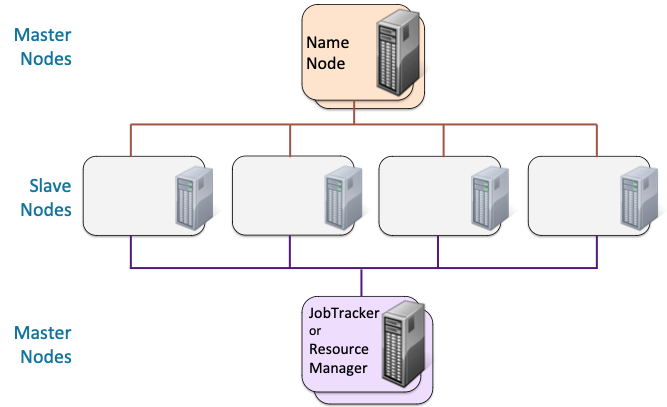 Master
Nodes
Name
Node
Slave
Nodes
Master
Nodes
JobTracker
or
Resource
Manager